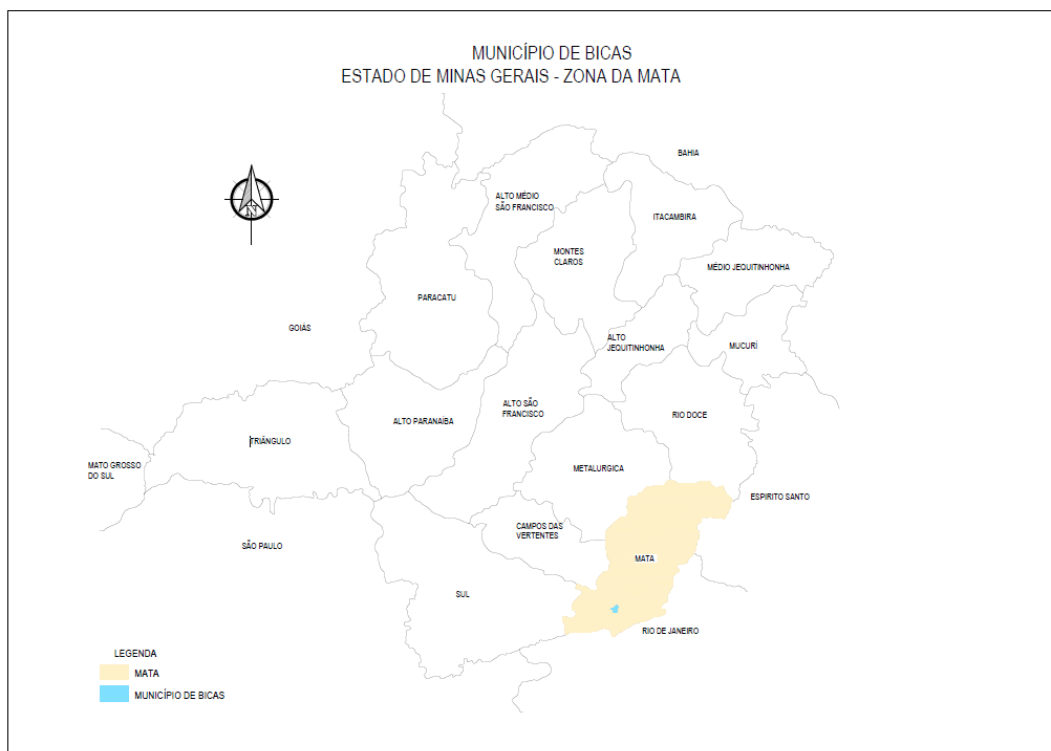 MUNICÍPIO DE BICAS
ESTADO DE MINAS GERAIS - ZONA DA MATA
BAHIA
ALTO MÉDIO
SÃO FRANCISCO
ITACAMBIRA
MONTES
CLAROS
MÉDIO JEQUITINHONHA
PARACATU
GOIÁS
ALTO
JEQUITINHONHA
MUCURÍ
ALTO SÃO
FRANCISCO
RIO DOCE
ALTO PARANAÍBA
TRIÂNGULO
MATO GROSSO
DO SUL
METALURGICA
ESPIRITO SANTO
CAMPOS DAS
VERTENTES
SÃO PAULO
MATA
SUL
RIO DE JANEIRO
LEGENDA
MATA
MUNICÍPIO DE BICAS
N